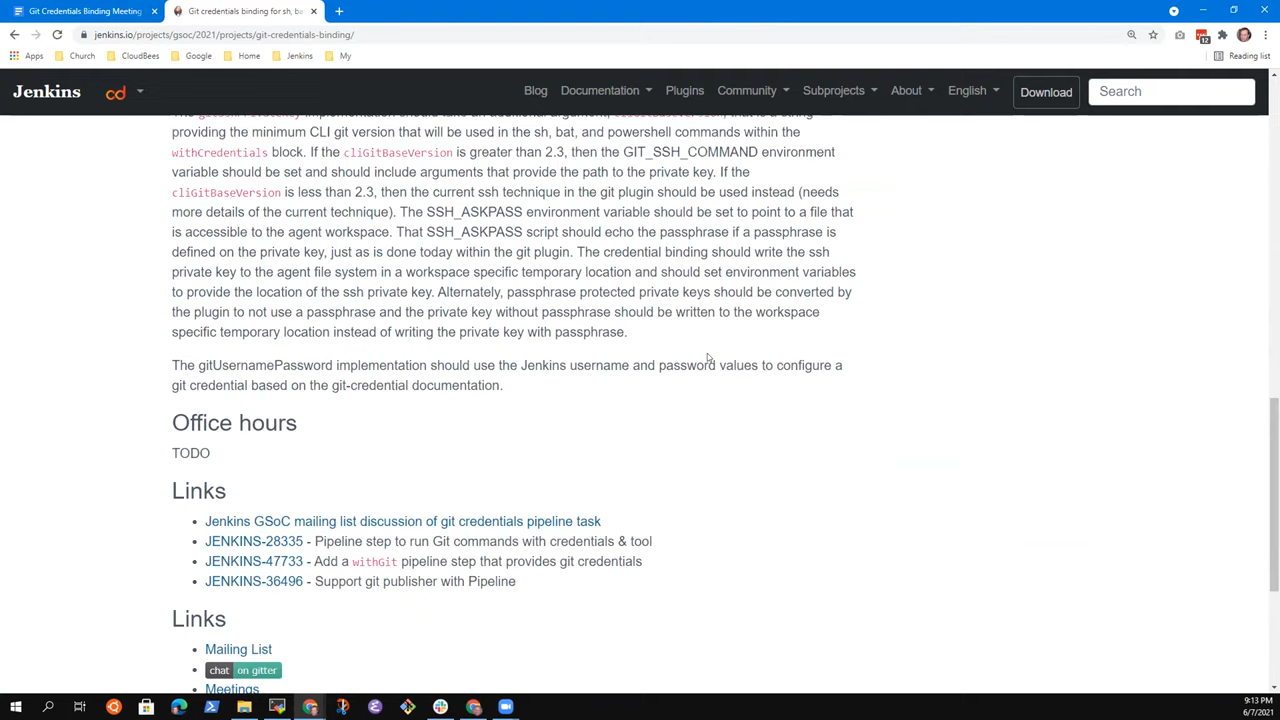 Git Credentials Binding Meeting
Git credentials binding for sh, ba
jenkins.io/projects/gsoc/2021/projects/git-credentials-binding/
Apps Church CloudBees Google Home Jenkins My Reading list
12
Jenkins cd Blog Documentation Plugins Community Subprojects About English Download Search
providing the minimum CLI git version that will be used in the sh, bat, and powershell commands within the
withCredentials block. If the cliGitBaseVersion is greater than 2.3, then the GIT_SSH_COMMAND environment
variable should be set and should include arguments that provide the path to the private key. If the
cliGitBaseVersion is less than 2.3, then the current ssh technique in the git plugin should be used instead (needs
more details of the current technique). The SSH_ASKPASS environment variable should be set to point to a file that
is accessible to the agent workspace. That SSH_ASKPASS script should echo the passphrase if a passphrase is
defined on the private key, just as is done today within the git plugin. The credential binding should write the ssh
private key to the agent file system in a workspace specific temporary location and should set environment variables
to provide the location of the ssh private key. Alternately, passphrase protected private keys should be converted by
the plugin to not use a passphrase and the private key without passphrase should be written to the workspace
specific temporary location instead of writing the private key with passphrase.
The gitUsernamePassword implementation should use the Jenkins username and password values to configure a
git credential based on the git-credential documentation.
Office hours
TODO
Links
Jenkins GSoC mailing list discussion of git credentials pipeline task
JENKINS-28335 - Pipeline step to run Git commands with credentials & tool
JENKINS-47733 - Add a withGit pipeline step that provides git credentials
JENKINS-36496 - Support git publisher with Pipeline
Links
Mailing List
chat on gitter
Meetings
9:13 PM
6/7/2021